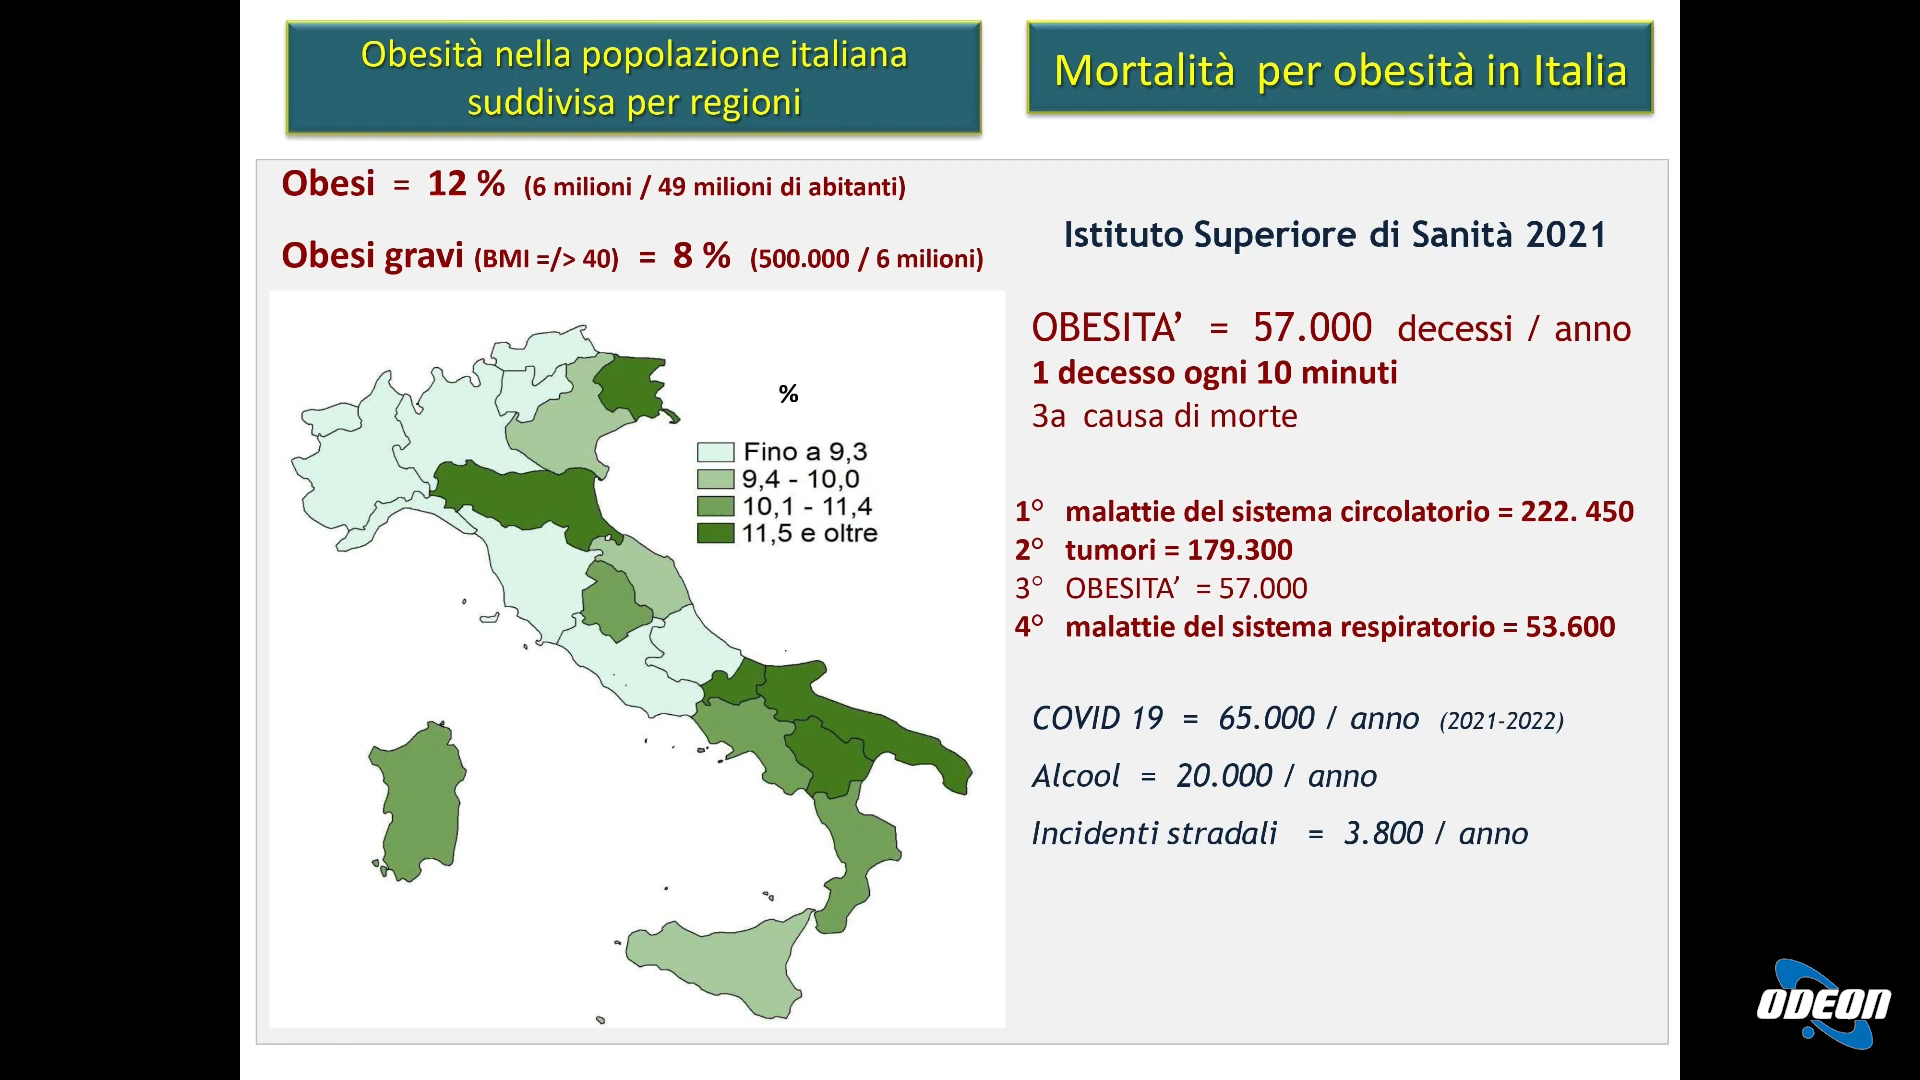 Obesità nella popolazione italiana
suddivisa per regioni
Mortalità per obesità in Italia
Obesi = 12 % (6 milioni / 49 milioni di abitanti)
Obesi gravi (BMI =/> 40) = 8 % (500.000 / 6 milioni)
%
Fino a 9,3
9,4 - 10,0
10,1 - 11,4
11,5 e oltre
Istituto Superiore di Sanità 2021
OBESITA’ = 57.000 decessi / anno
1 decesso ogni 10 minuti
3a causa di morte
1° malattie del sistema circolatorio = 222. 450
2° tumori = 179.300
3° OBESITA’ = 57.000
4° malattie del sistema respiratorio = 53.600
COVID 19 = 65.000 / anno (2021-2022)
Alcool = 20.000 / anno
Incidenti stradali = 3.800 / anno
ODEON